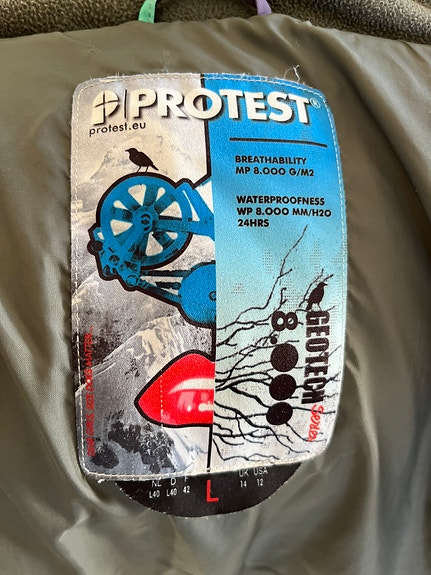 PROTEST®
protest.eu
BREATHABILITY
MP 8.000 G/M2
WATERPROOFNESS
WP 8.000 MM/H2O
24HRS
GEOTECH
Series
8.000
NL D F
L40 L40 42
L
UK USA
14 12